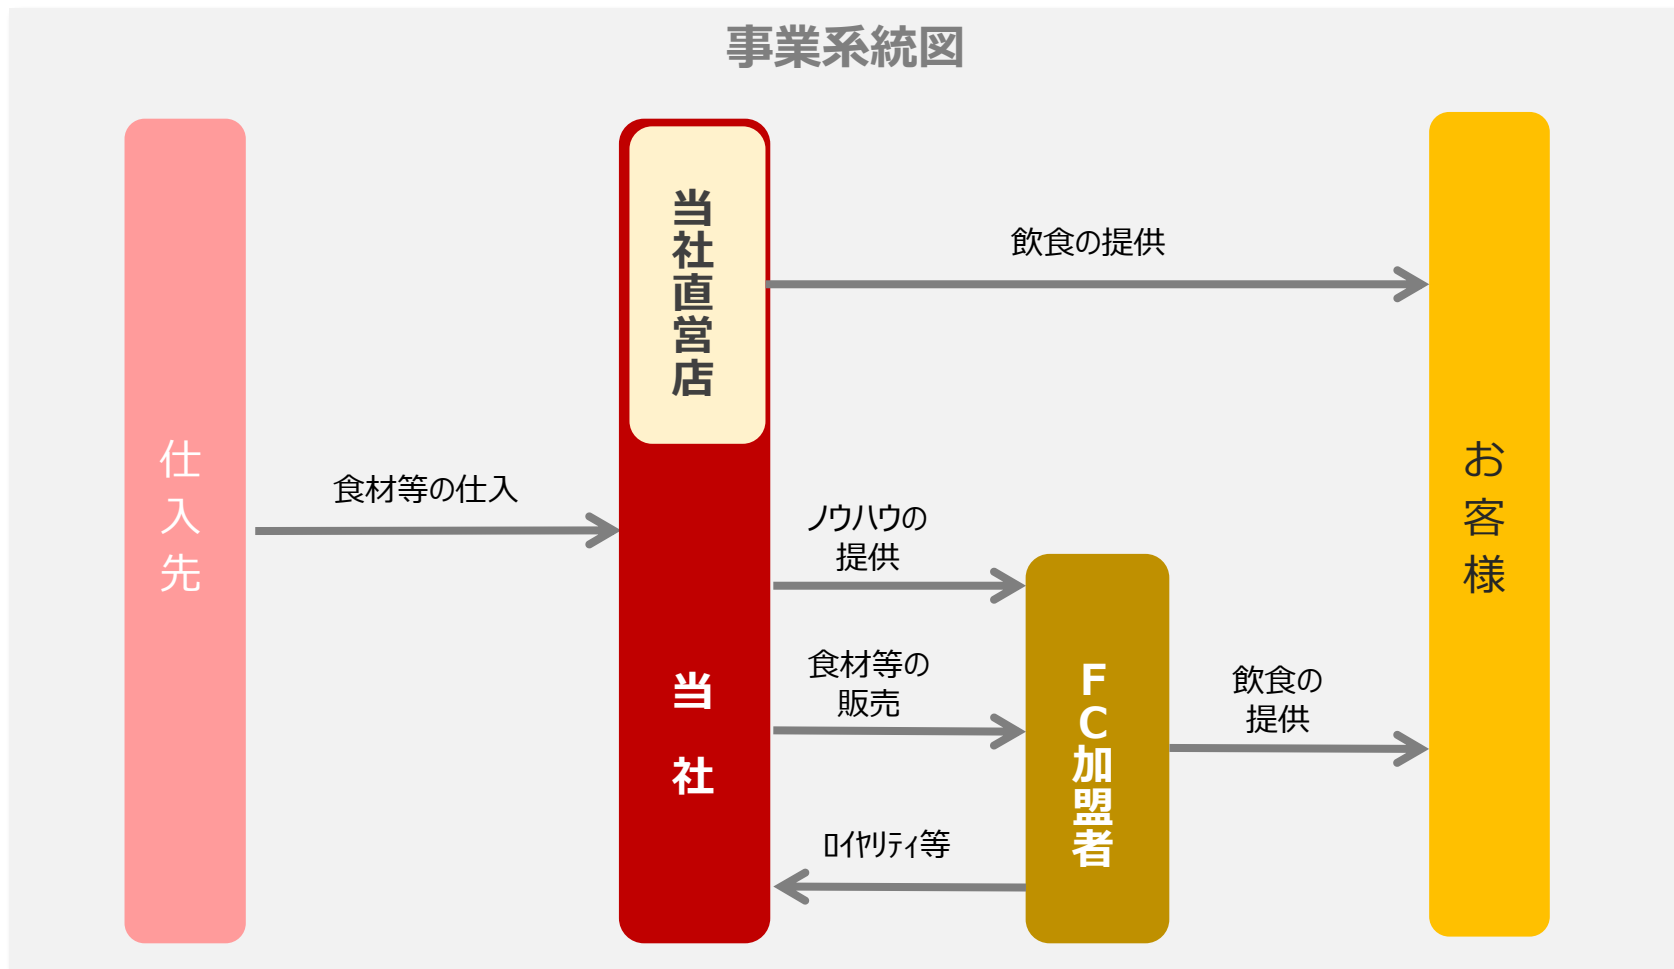 事業系統図
仕入先
食材等の仕入
当社直営店
当社
飲食の提供
ノウハウの
提供
食材等の
販売
ﾛｲﾔﾘﾃｨ等
FC加盟者
飲食の
提供
お客様